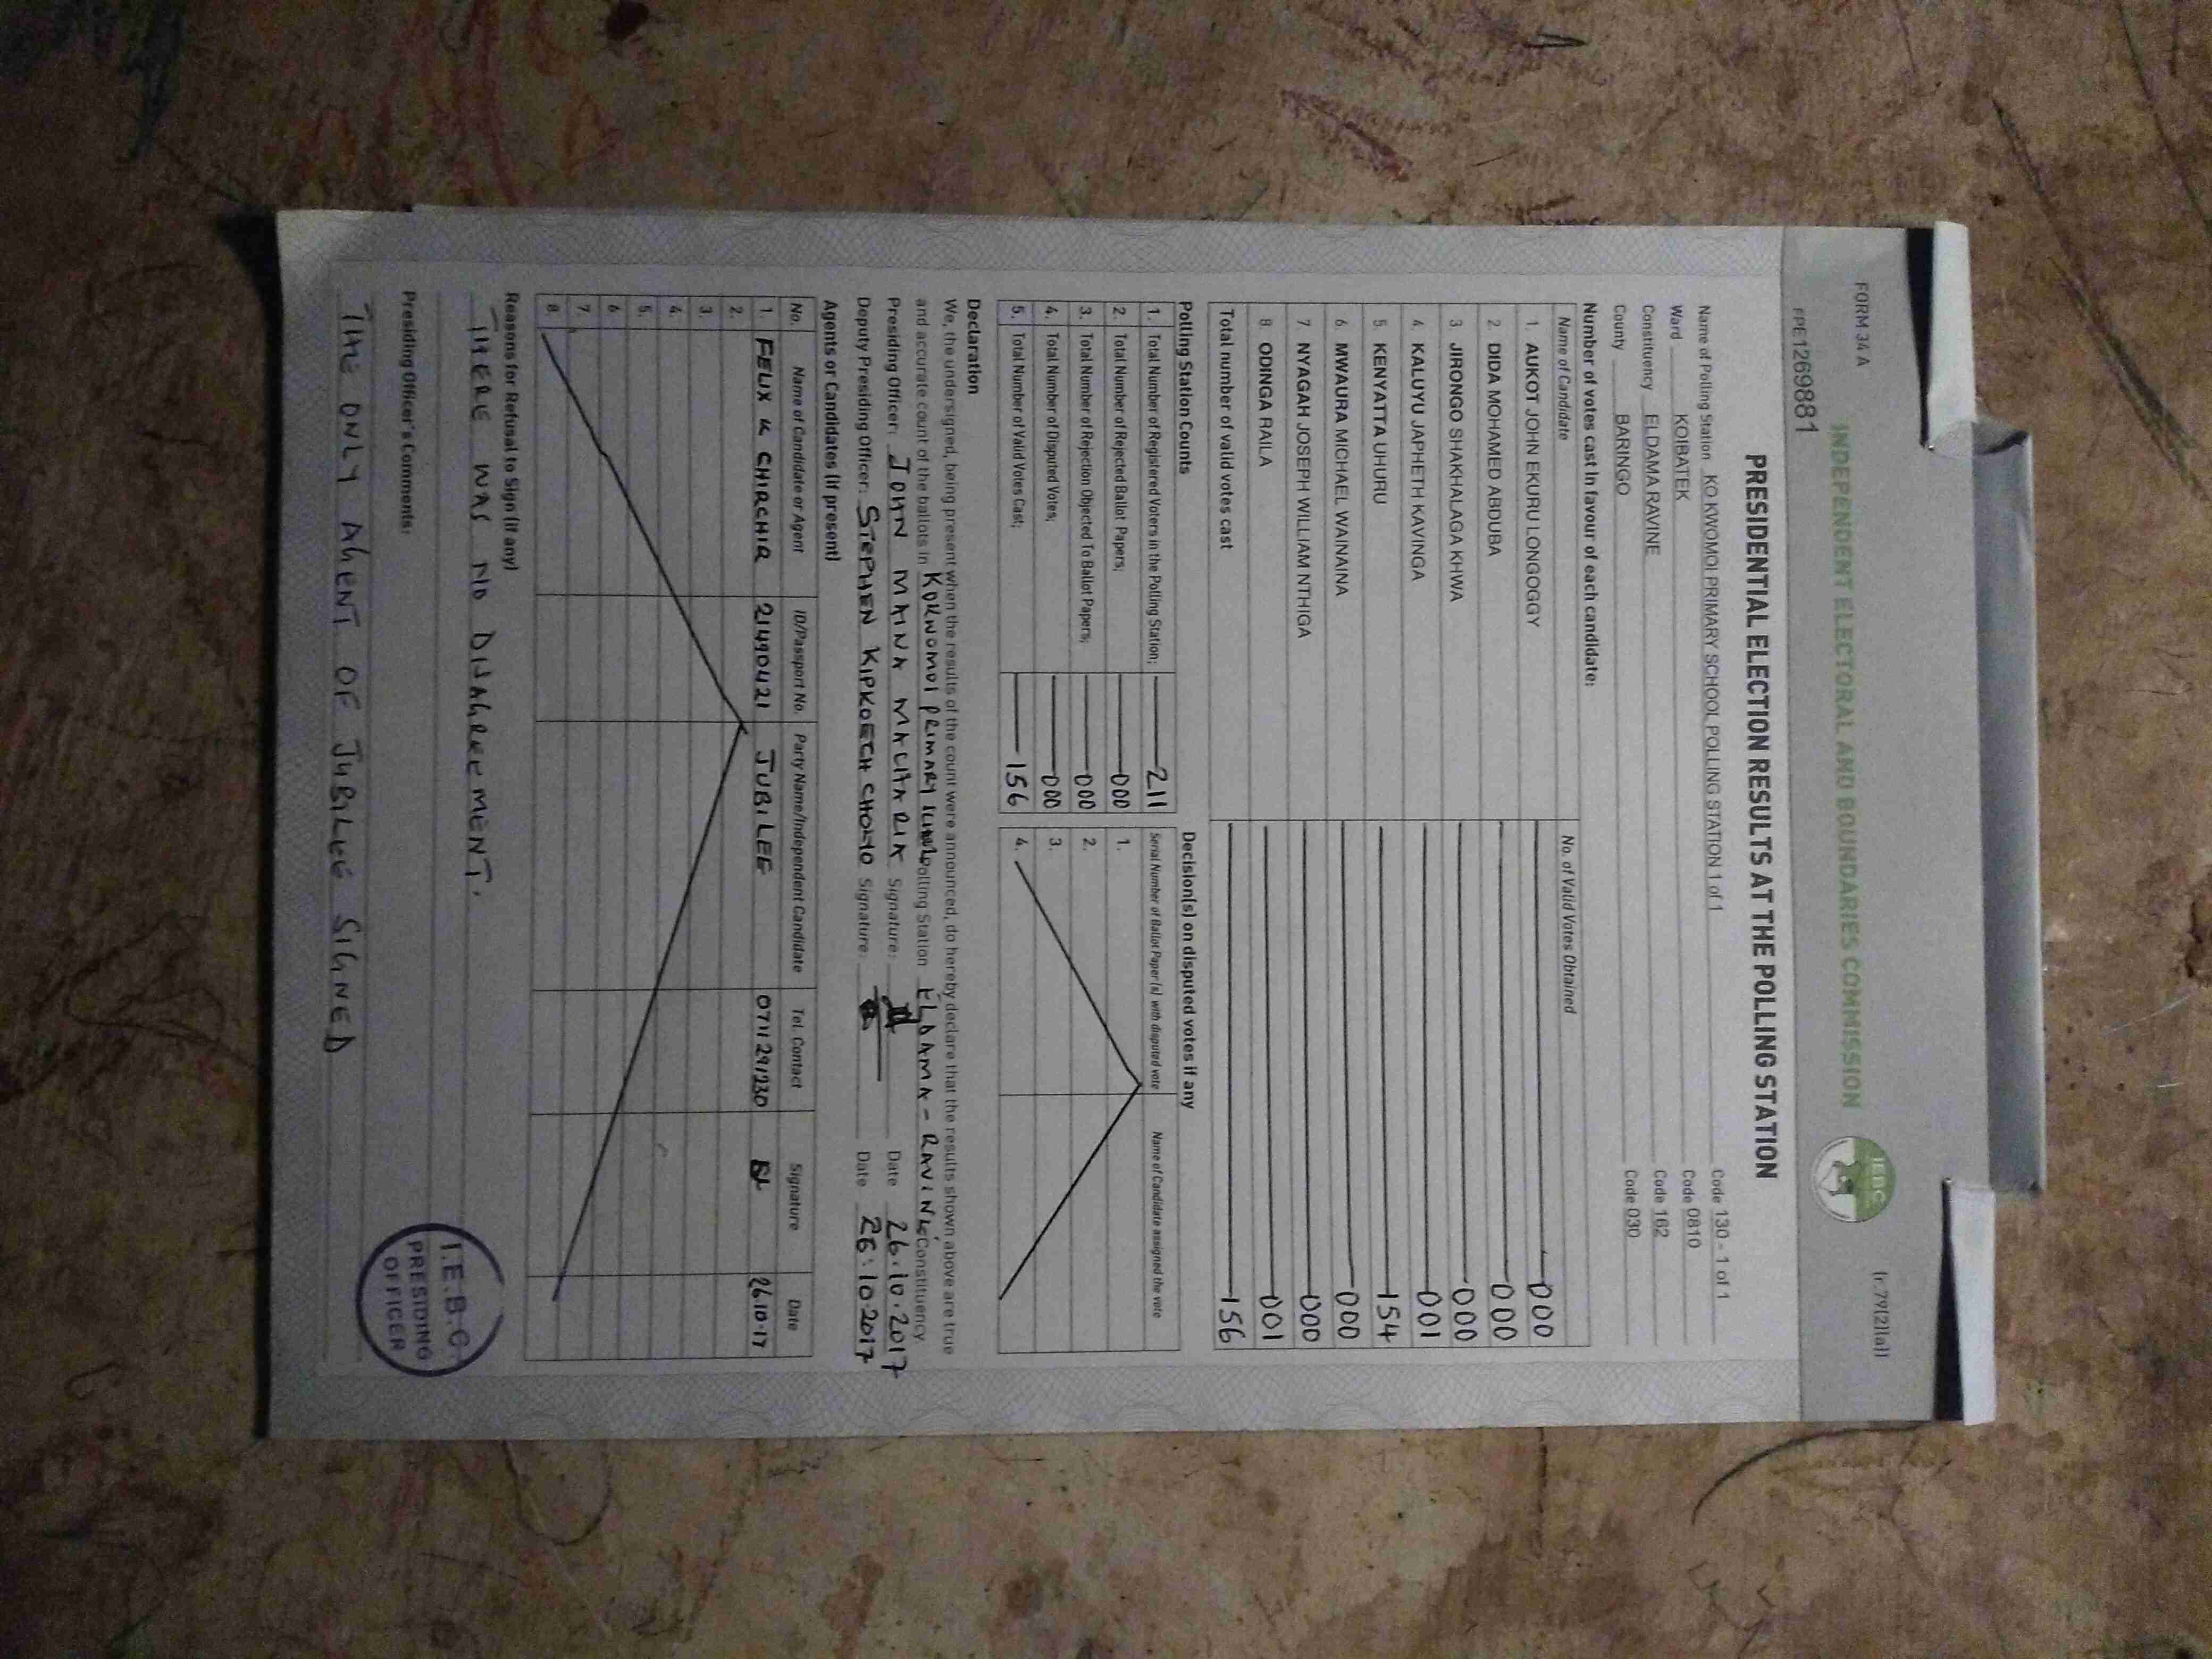 FORM 34 A
(r.79(2)(a))
INDEPENDENT ELECTORAL AND BOUNDARIES COMMISSION
IEBC
FPE1269881
PRESIDENTIAL ELECTION RESULTS AT THE POLLING STATION
Name of Polling Station KO KWOMOI PRIMARY SCHOOL POLLING STATION 1 of 1 Code 130 - 1 of 1
Ward KOIBATEK Code 0810
Constituency ELDAMA RAVINE Code 162
County BARINGO Code 030
Number of votes cast in favour of each candidate:
Name of Candidate No. of Valid Votes Obtained
1. AUKOT JOHN EKURU LONGOGGY 000
2. DIDA MOHAMED ABDUBA 000
3 JIRONGO SHAKHALAGA KHWA 000
4. KALUYU JAPHETH KAVINGA 001
5. KENYATTA UHURU 154
6. MWAURA MICHAEL WAINAINA 000
7 NYAGAH JOSEPH WILLIAM NTHIGA 000
8 ODINGA RAILA 001
Total number of valid votes cast 156
Polling Station Counts
1. Total Number of Registered Voters in the Polling Station; 211
2. Total Number of Rejected Ballot Papers; 000
3. Total Number of Rejection Objected To Ballot Papers; 000
4. Total Number of Disputed Votes; 000
5. Total Number of Valid Votes Cast; 156
Decision(s) on disputed votes if any
Serial Number of Ballot Paper(s) with disputed vote Name of Candidate assigned the vote
1.
2.
3.
4.
Declaration
We, the undersigned, being present when the results of the count were announced, do hereby declare that the results shown above are true
and accurate count of the ballots in KOKWOMOI PRIMARY Polling Station ELDAMA - RAVINE Constituency.
Presiding Officer: JOHN MAINA MACHARIA Signature: Date 26.10.2017
Deputy Presiding Officer: STEPHEN KIPKOECH Signature: Date 26.10.2017
Agents or Candidates (if present)
No. Name of Candidate or Agent ID/Passport No. Party Name/Independent Candidate Tel. Contact Signature Date
1. FELIX K CHIRCHIR 21490421 JUBILEE 0711291230 26.10.17
2.
3.
4.
5.
6
7.
8.
Reasons for Refusal to Sign (if any)
THERE WAS NO DISAGREEMENT.
Presiding Officer's Comments:
THE ONLY AGENT OF JUBILEE SIGNED
I.E.B.C.
PRESIDING
OFFICER